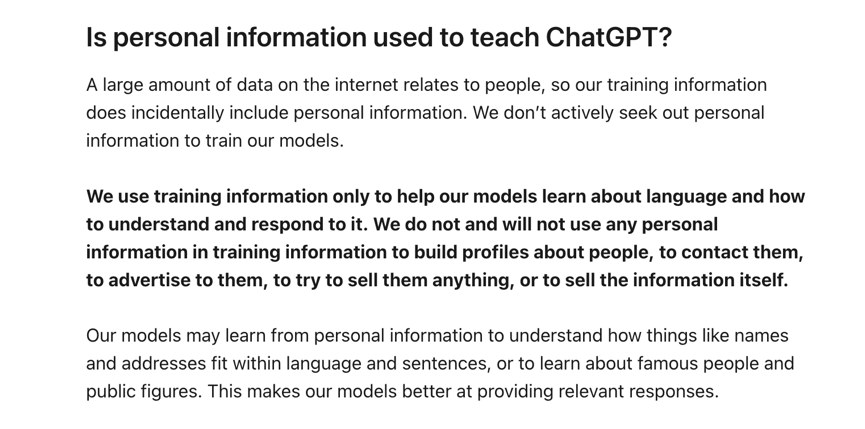 Is personal information used to teach ChatGPT?
A large amount of data on the internet relates to people, so our training information
does incidentally include personal information. We don’t actively seek out personal
information to train our models.
We use training information only to help our models learn about language and how
to understand and respond to it. We do not and will not use any personal
information in training information to build profiles about people, to contact them,
to advertise to them, to try to sell them anything, or to sell the information itself.
Our models may learn from personal information to understand how things like names
and addresses fit within language and sentences, or to learn about famous people and
public figures. This makes our models better at providing relevant responses.